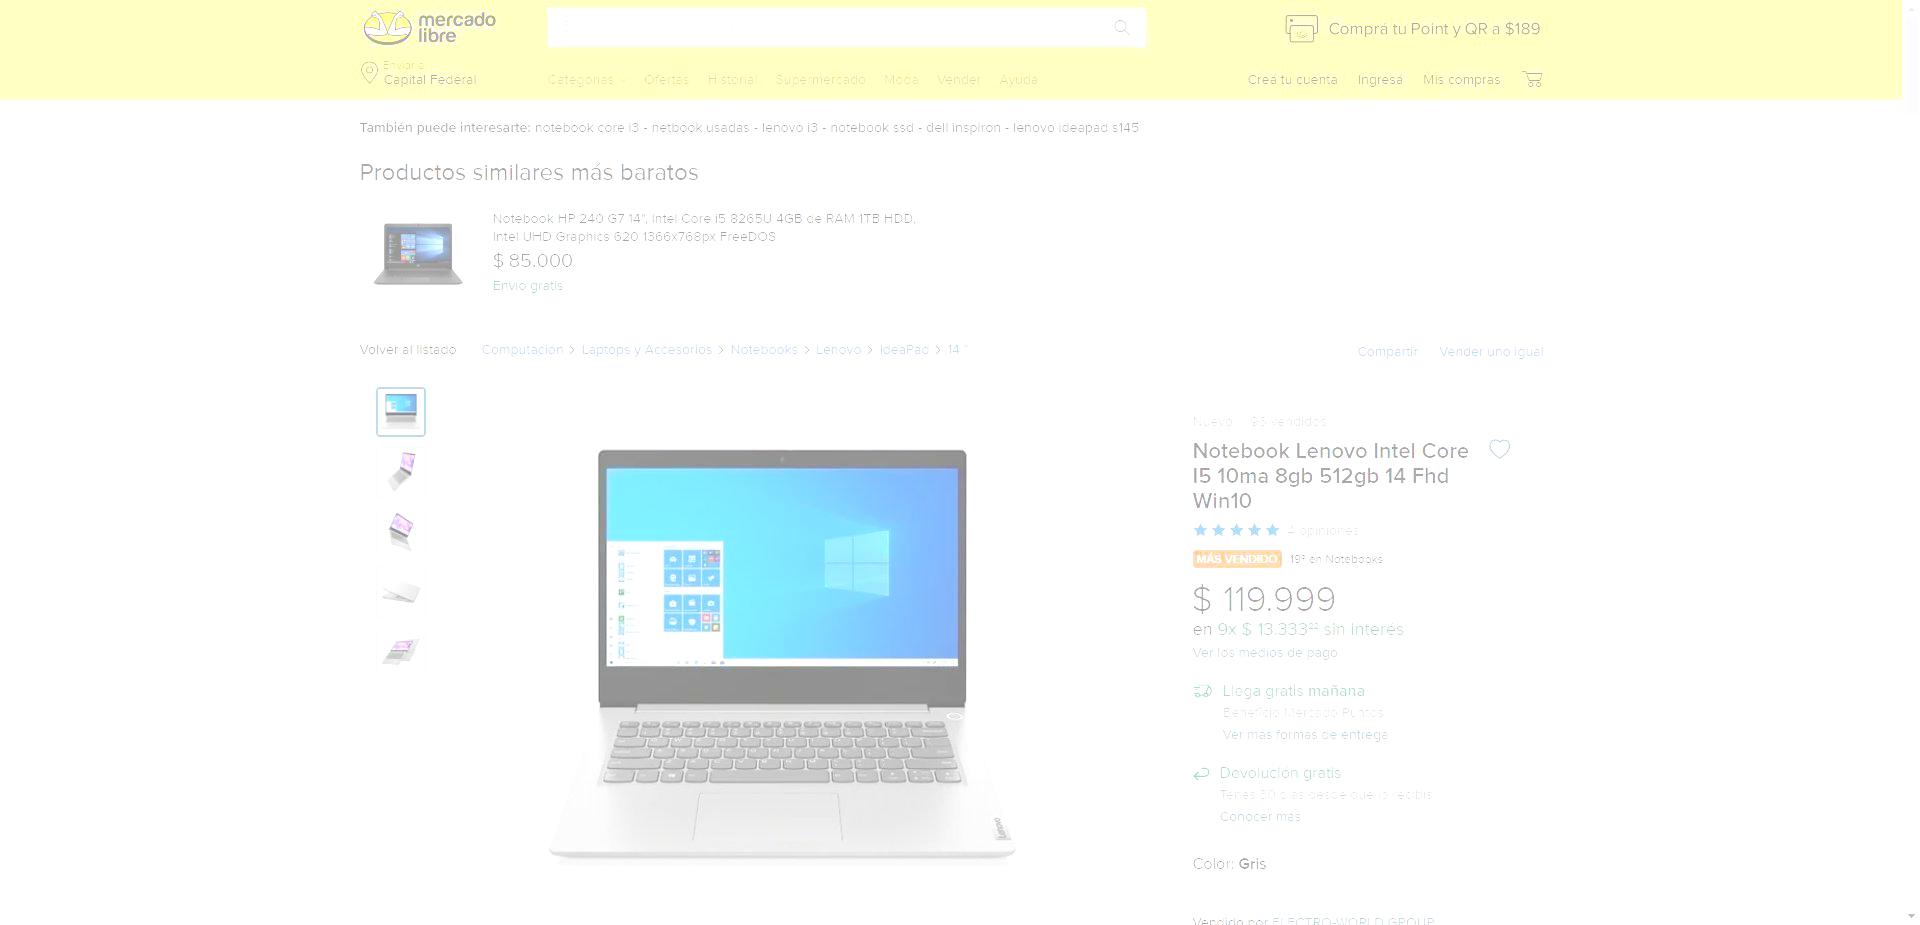 mercado
libre
Comprá tu Point y QR a $189
Enviar a
Capital Federal
Categorías Ofertas Historial Supermercado Moda Vender Ayuda
Creá tu cuenta Ingresá Mis compras
También puede interesarte: notebook core i3 - netbook usadas - lenovo i3 - notebook ssd - dell inspiron - lenovo ideapad s145
Productos similares más baratos
Notebook HP 240 G7 14", Intel Core i5 8265U 4GB de RAM 1TB HDD,
Intel UHD Graphics 620 1366x768px FreeDOS
$ 85.000
Envío gratis
Volver al listado Computación > Laptops y Accesorios > Notebooks > Lenovo > IdeaPad > 14 "
Compartir Vender uno igual
Nuevo 93 vendidos
Notebook Lenovo Intel Core
I5 10ma 8gb 512gb 14 Fhd
Win10
4 opiniones
MÁS VENDIDO 19º en Notebooks
$ 119.999
en 9x $ 13.333²² sin interés
Ver los medios de pago
Llega gratis mañana
Beneficio Mercado Puntos
Ver más formas de entrega
Devolución gratis
Tenés 30 días desde que lo recibís.
Conocer más
Color: Gris
Vendido por ELECTRO-WORLD GROUP
Lenovo